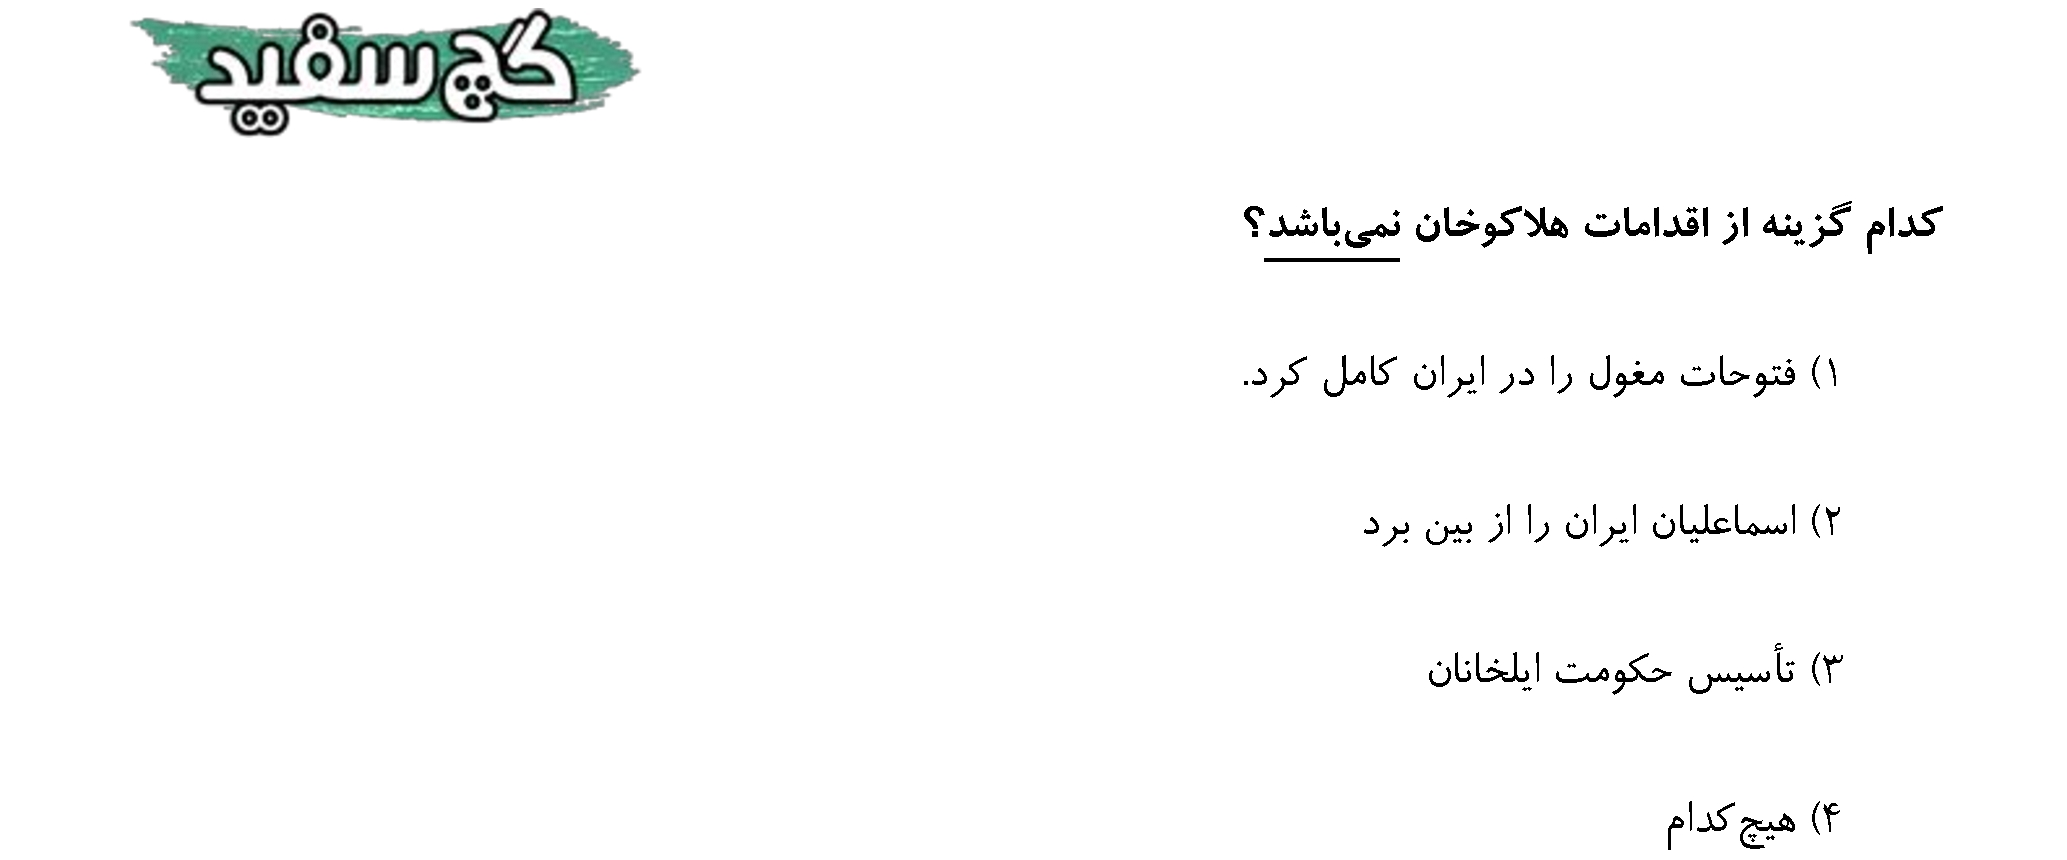 گچ سفید
کدام گزینه از اقدامات هلاکوخان نمی‌باشد؟
۱) فتوحات مغول را در ایران کامل کرد.
۲) اسماعلیان ایران را از بین برد
۳) تأسیس حکومت ایلخانان
۴) هیچ‌کدام